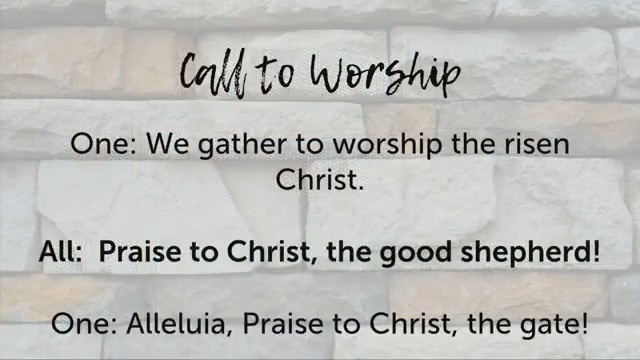 Call to Worship
One: We gather to worship the risen
Christ.
All:  Praise to Christ, the good shepherd!
One: Alleluia, Praise to Christ, the gate!